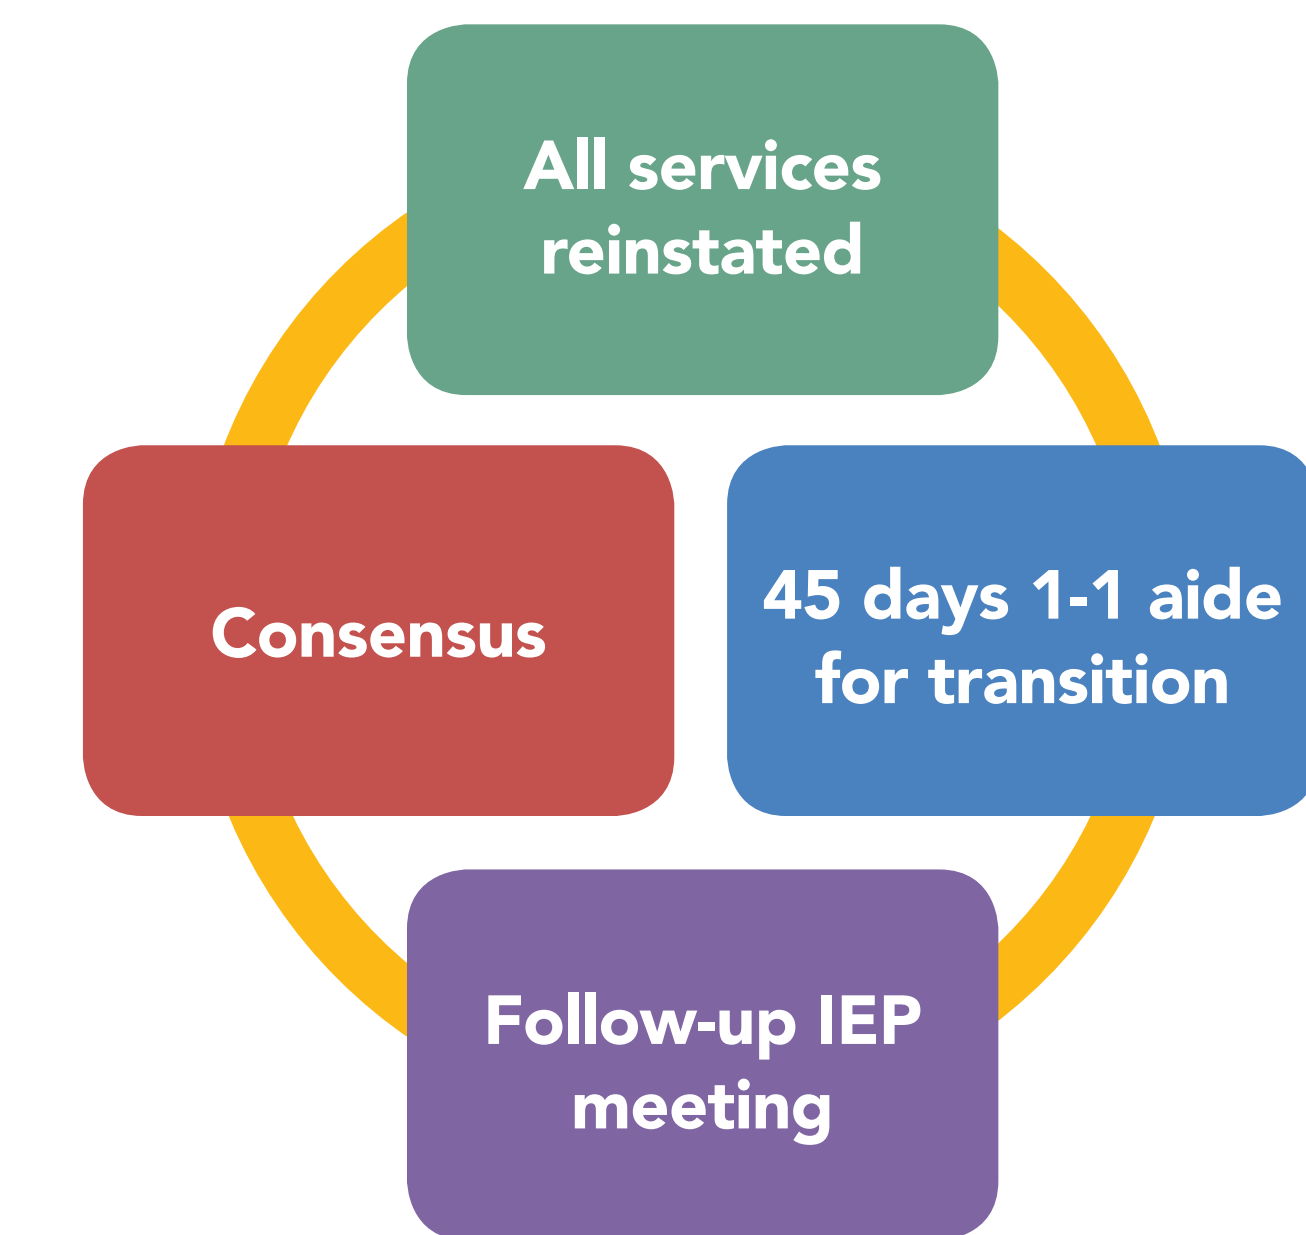 All services
reinstated
Consensus
45 days 1-1 aide
for transition
Follow-up IEP
meeting